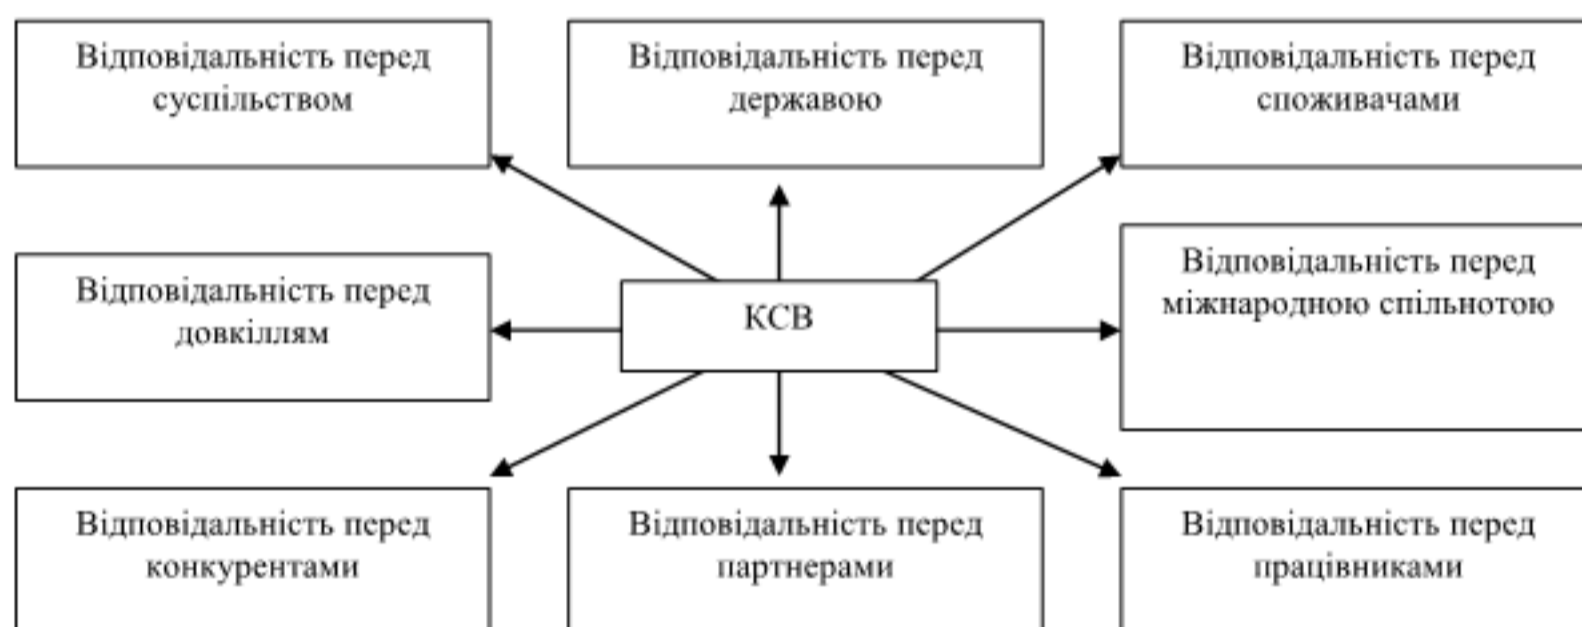 Відповідальність перед
суспільством
Відповідальність перед
державою
Відповідальність перед
споживачами
Відповідальність перед
довкіллям
КСВ
Відповідальність перед
міжнародною спільнотою
Відповідальність перед
конкурентами
Відповідальність перед
партнерами
Відповідальність перед
працівниками